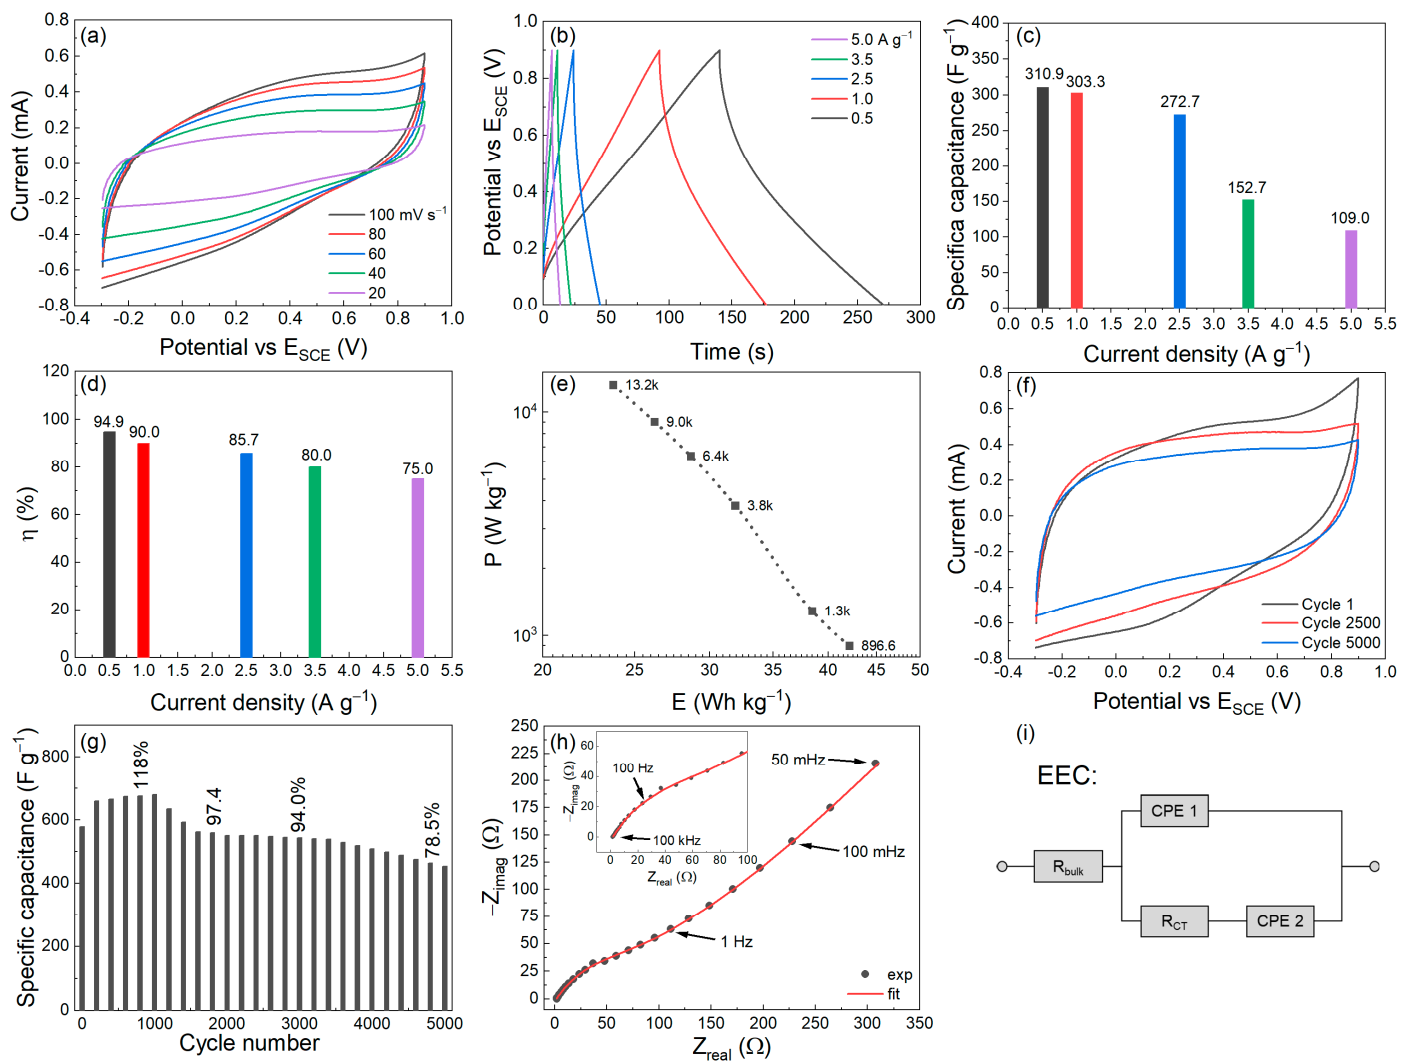 (a)
0.8
0.6
0.4
0.2
0.0
-0.2
-0.4
-0.6
-0.8
Current (mA)
100 mV s⁻¹
80
60
40
20
-0.4 -0.2 0.0 0.2 0.4 0.6 0.8 1.0
Potential vs E_SCE (V)
(b)
1.0
0.8
0.6
0.4
0.2
0.0
Potential vs E_SCE (V)
5.0 A g⁻¹
3.5
2.5
1.0
0.5
0 50 100 150 200 250 300
Time (s)
(c)
400
350
300
250
200
150
100
50
0
Specifica capacitance (F g⁻¹)
310.9
303.3
272.7
152.7
109.0
0.0 0.5 1.0 1.5 2.0 2.5 3.0 3.5 4.0 4.5 5.0 5.5
Current density (A g⁻¹)
(d)
120
100
80
60
40
20
0
η (%)
94.9
90.0
85.7
80.0
75.0
0.0 0.5 1.0 1.5 2.0 2.5 3.0 3.5 4.0 4.5 5.0 5.5
Current density (A g⁻¹)
(e)
10⁴
10³
P (W kg⁻¹)
13.2k
9.0k
6.4k
3.8k
1.3k
896.6
20 25 30 35 40 45 50
E (Wh kg⁻¹)
(f)
0.8
0.6
0.4
0.2
0.0
-0.2
-0.4
-0.6
-0.8
Current (mA)
Cycle 1
Cycle 2500
Cycle 5000
-0.4 -0.2 0.0 0.2 0.4 0.6 0.8 1.0
Potential vs E_SCE (V)
(g)
800
600
400
200
0
Specific capacitance (F g⁻¹)
118%
97.4
94.0%
78.5%
0 1000 2000 3000 4000 5000
Cycle number
(h)
250
225
200
175
150
125
100
75
50
25
0
−Z_imag (Ω)
60
40
20
0
−Z_imag (Ω)
100 Hz
100 kHz
0 20 40 60 80 100
Z_real (Ω)
50 mHz
100 mHz
1 Hz
exp
fit
0 50 100 150 200 250 300 350
Z_real (Ω)
(i)
EEC:
CPE 1
R_bulk
R_CT
CPE 2